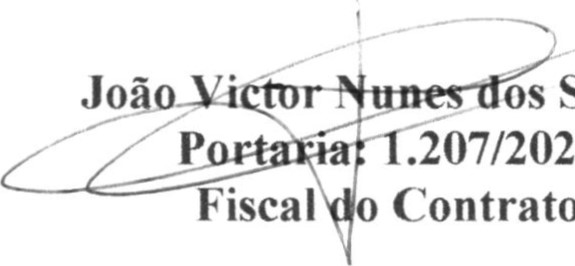 João Victor Nunes dos S
Portaria: 1.207/202
Fiscal do Contrato